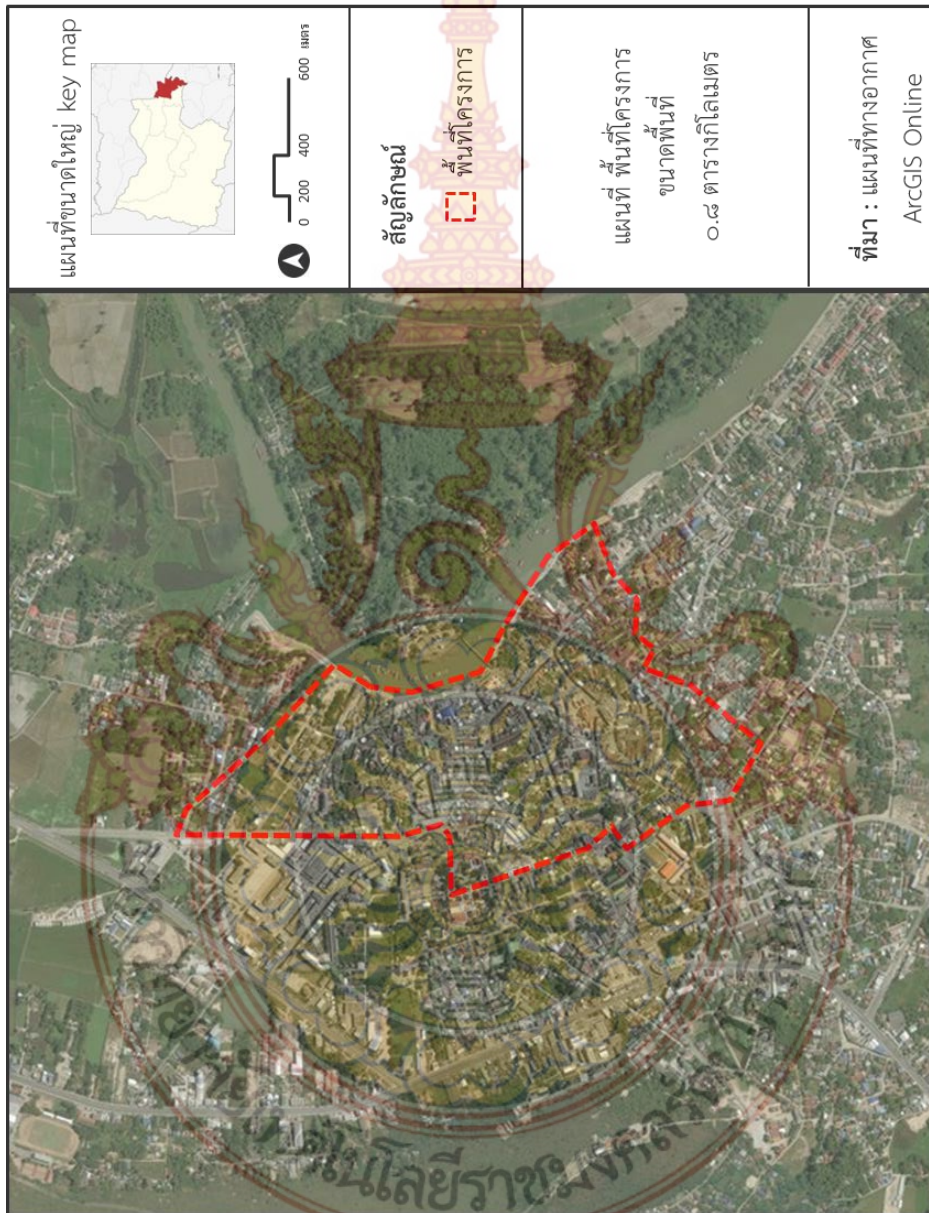 แผนที่ขนาดใหญ่ key map
0 200 400 600 เมตร
สัญลักษณ์
พื้นที่โครงการ
แผนที่ พื้นที่โครงการ
ขนาดพื้นที่
๐.๘ ตารางกิโลเมตร
ที่มา : แผนที่ทางอากาศ
ArcGIS Online